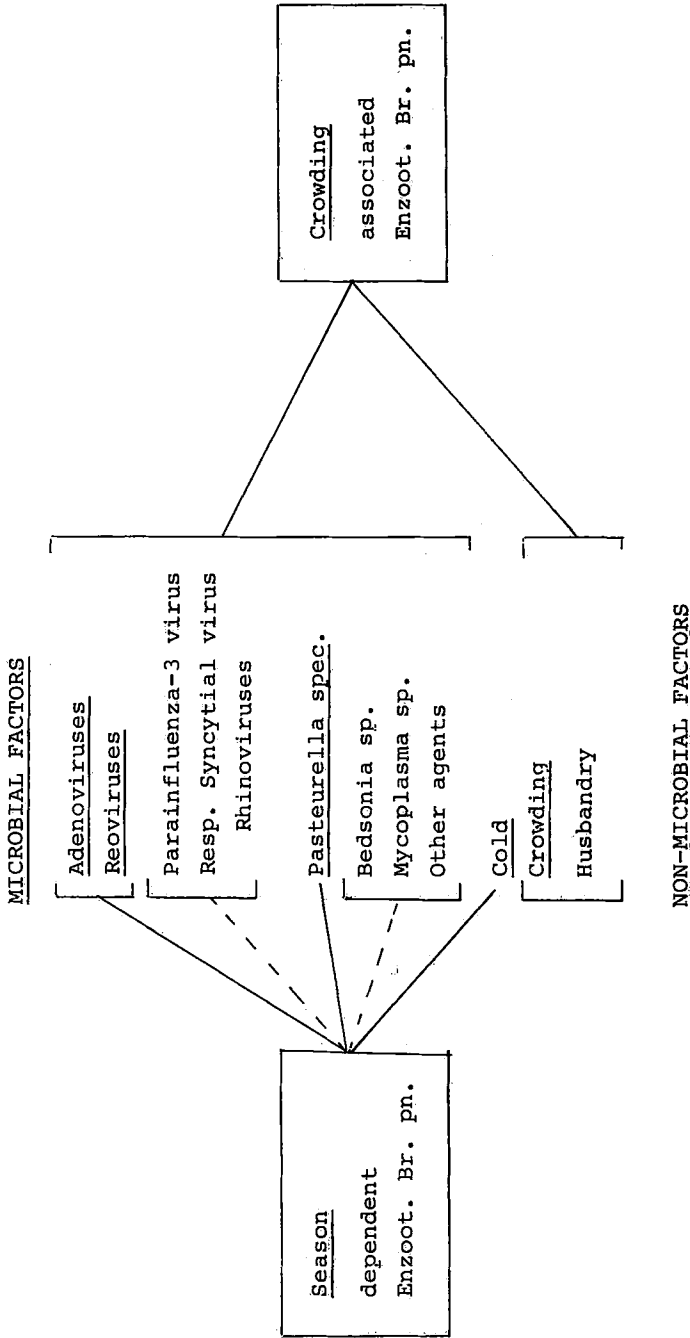 MICROBIAL FACTORS
Adenoviruses
Reoviruses
Parainfluenza-3 virus
Resp. Syncytial virus
Rhinoviruses
Season
dependent
Enzoot. Br. pn.
Pasteurella spec.
Bedsonia sp.
Mycoplasma sp.
Other agents
Crowding
associated
Enzoot. Br. pn.
Cold
Crowding
Husbandry
NON-MICROBIAL FACTORS